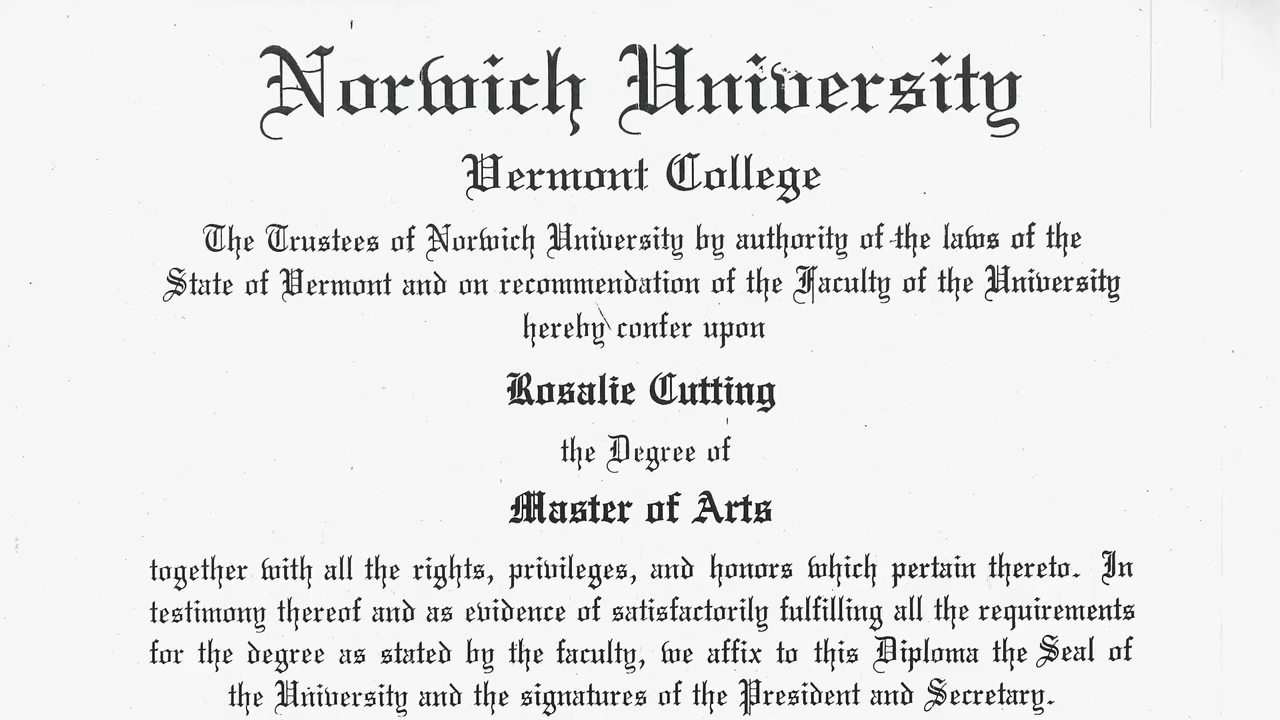 Norwich University
Vermont College
The Trustees of Norwich University by authority of the laws of the
State of Vermont and on recommendation of the Faculty of the University
hereby confer upon
Rosalie Cutting
the Degree of
Master of Arts
together with all the rights, privileges, and honors which pertain thereto. In
testimony thereof and as evidence of satisfactorily fulfilling all the requirements
for the degree as stated by the faculty, we affix to this Diploma the Seal of
the University and the signatures of the President and Secretary.